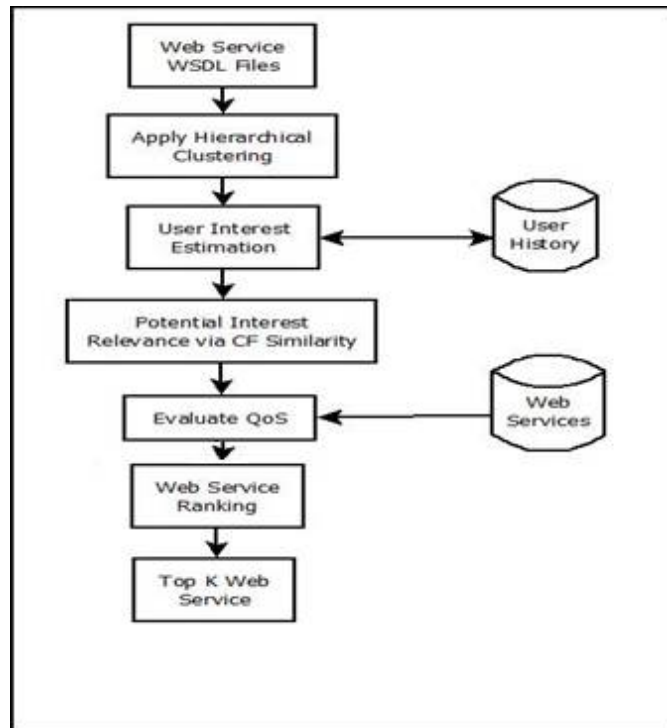 Web Service
WSDL Files
Apply Hierarchical
Clustering
User Interest
Estimation
User
History
Potential Interest
Relevance via CF Similarity
Evaluate QoS
Web
Services
Web Service
Ranking
Top K Web
Service